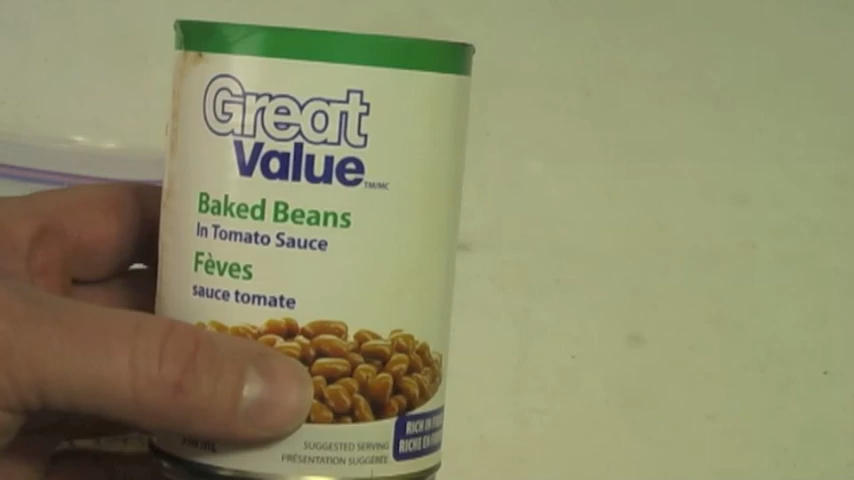 Great
Value
TM/MC
Baked Beans
In Tomato Sauce
Fèves
sauce tomate
RICH IN
RICHE EN
SUGGESTED SERVING
PRÉSENTATION SUGGÉRÉE
mL